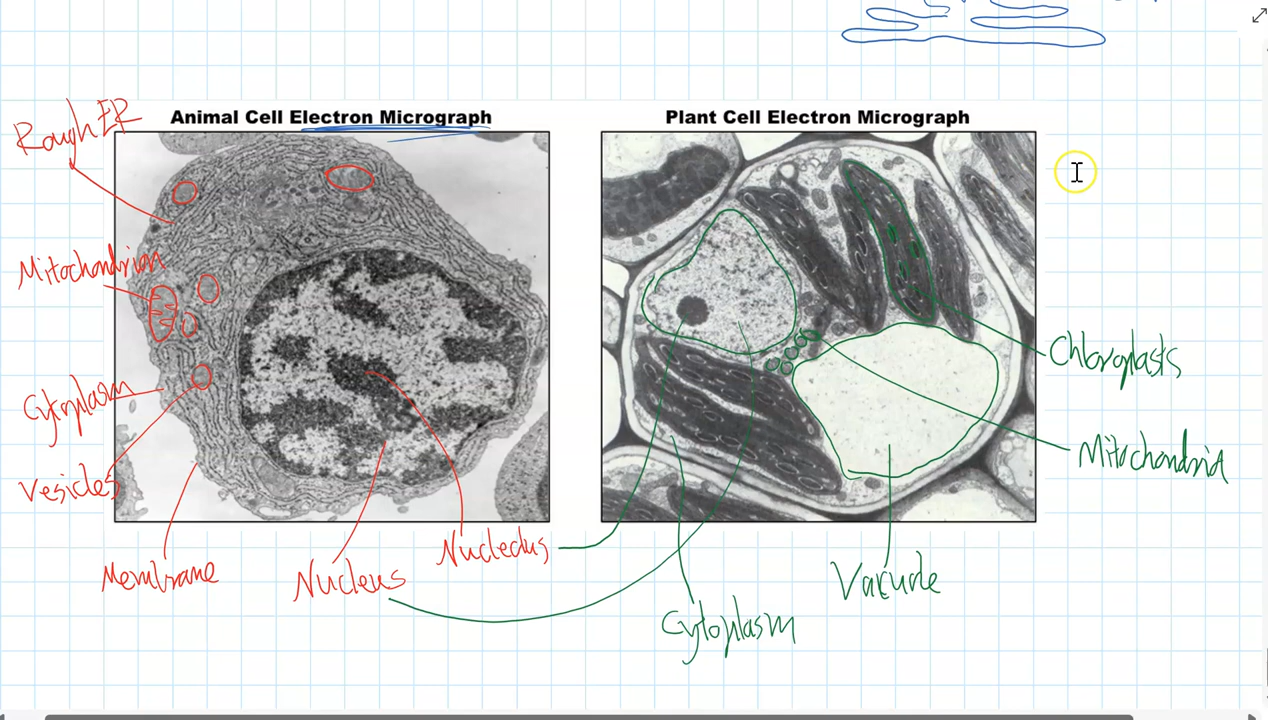 Animal Cell Electron Micrograph
Plant Cell Electron Micrograph
Rough ER
Mitochondrion
Cytoplasm
Vesicles
Membrane
Nucleus
Nucleolus
Chloroplasts
Mitochondria
Vacuole
Cytoplasm